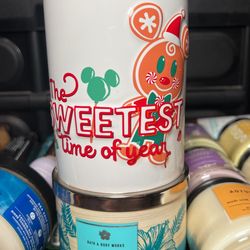 The
SWEETEST
time of year
BATH & BODY WORKS